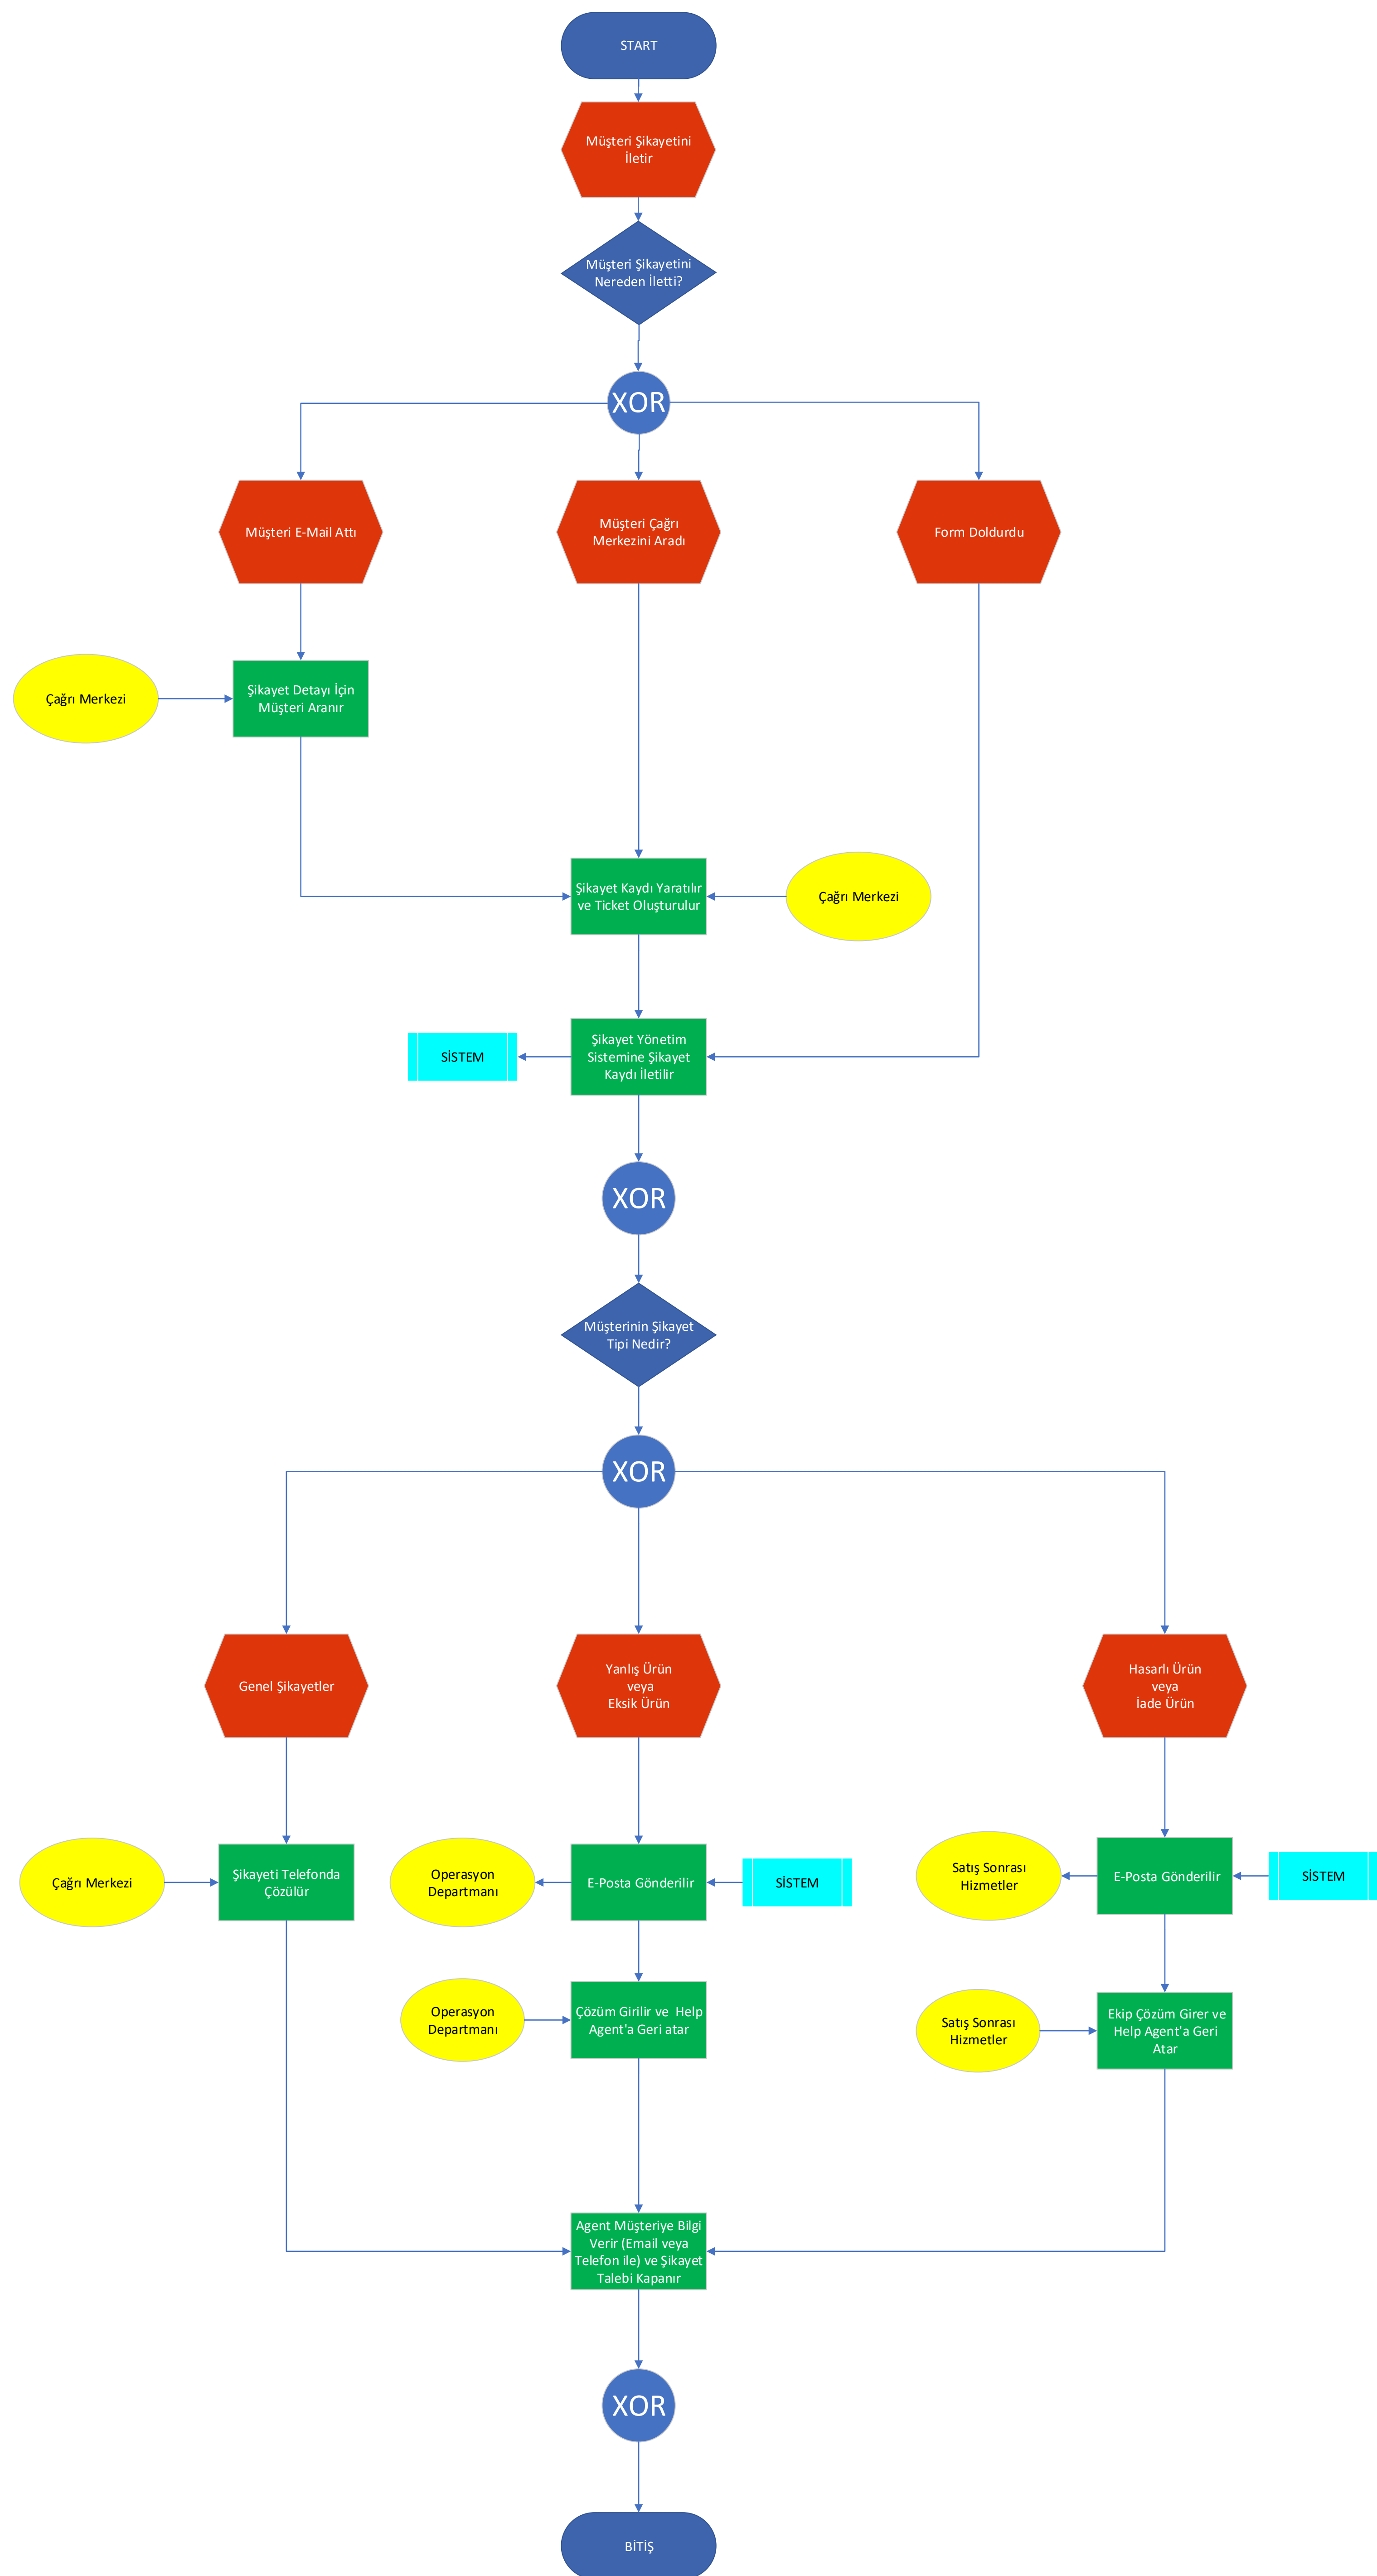 START
Müşteri Şikayetini
İletir
Müşteri Şikayetini
Nereden İletti?
XOR
Müşteri E-Mail Attı
Müşteri Çağrı
Merkezini Aradı
Form Doldurdu
Çağrı Merkezi
Şikayet Detayı İçin
Müşteri Aranır
Şikayet Kaydı Yaratılır
ve Ticket Oluşturulur
Çağrı Merkezi
SİSTEM
Şikayet Yönetim
Sistemine Şikayet
Kaydı İletilir
XOR
Müşterinin Şikayet
Tipi Nedir?
XOR
Genel Şikayetler
Yanlış Ürün
veya
Eksik Ürün
Hasarlı Ürün
veya
İade Ürün
Çağrı Merkezi
Şikayeti Telefonda
Çözülür
Operasyon
Departmanı
E-Posta Gönderilir
SİSTEM
Satış Sonrası
Hizmetler
E-Posta Gönderilir
SİSTEM
Operasyon
Departmanı
Çözüm Girilir ve  Help
Agent'a Geri atar
Satış Sonrası
Hizmetler
Ekip Çözüm Girer ve
Help Agent'a Geri
Atar
Agent Müşteriye Bilgi
Verir (Email veya
Telefon ile) ve Şikayet
Talebi Kapanır
XOR
BİTİŞ